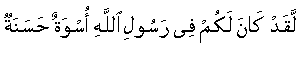 لَّقَدْ كَانَ لَكُمْ فِى رَسُولِ ٱللَّهِ أُسْوَةٌ حَسَنَةٌ